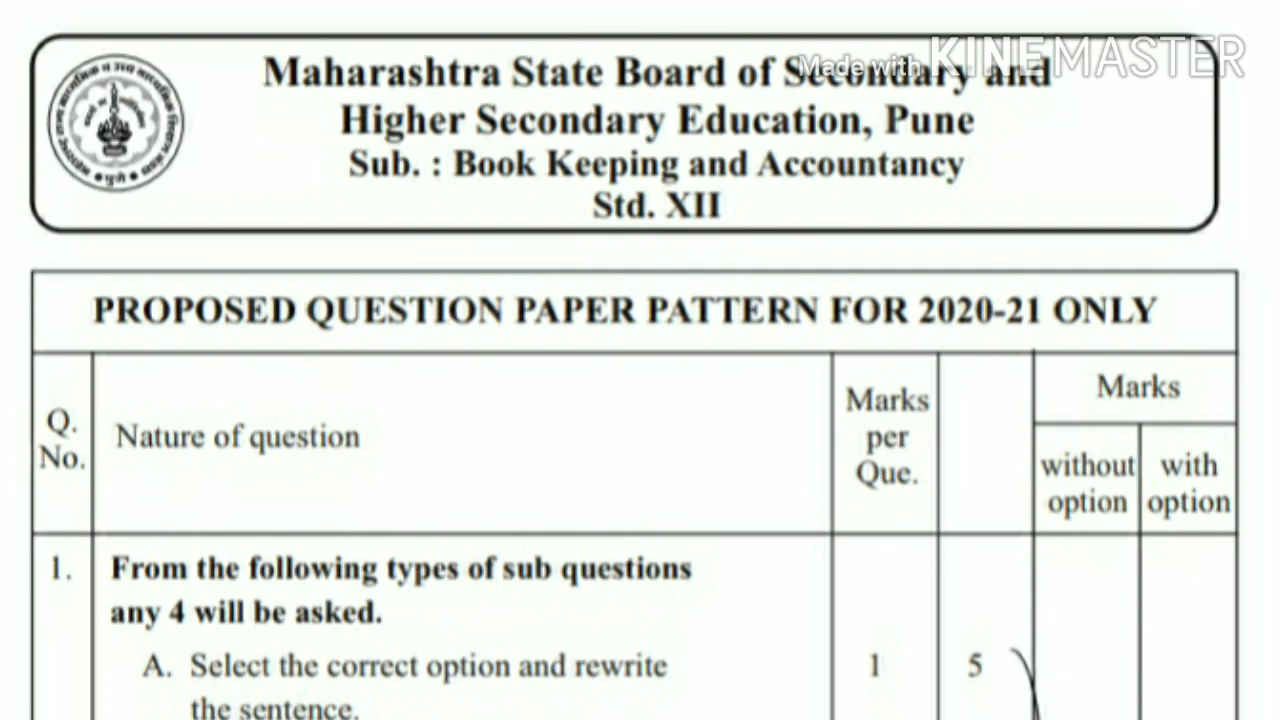 Made with KINEMASTER
Maharashtra State Board of Secondary and
Higher Secondary Education, Pune
Sub. : Book Keeping and Accountancy
Std. XII
PROPOSED QUESTION PAPER PATTERN FOR 2020-21 ONLY
Q.
No.
Nature of question
Marks
per
Que.
Marks
without
option
with
option
1.
From the following types of sub questions
any 4 will be asked.
A. Select the correct option and rewrite
the sentence.
1
5